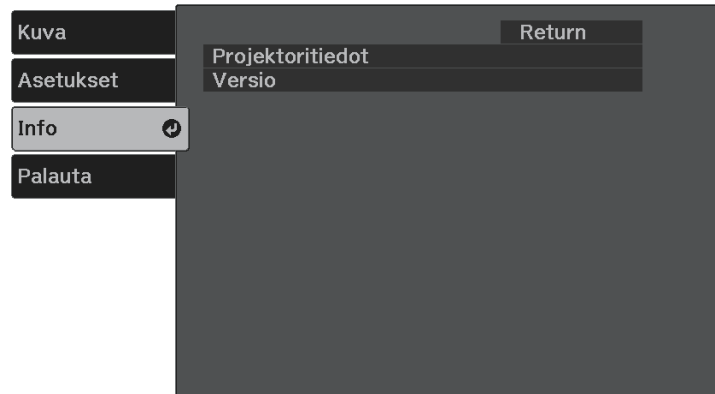 Kuva
Asetukset
Info
Palauta
Return
Projektoritiedot
Versio